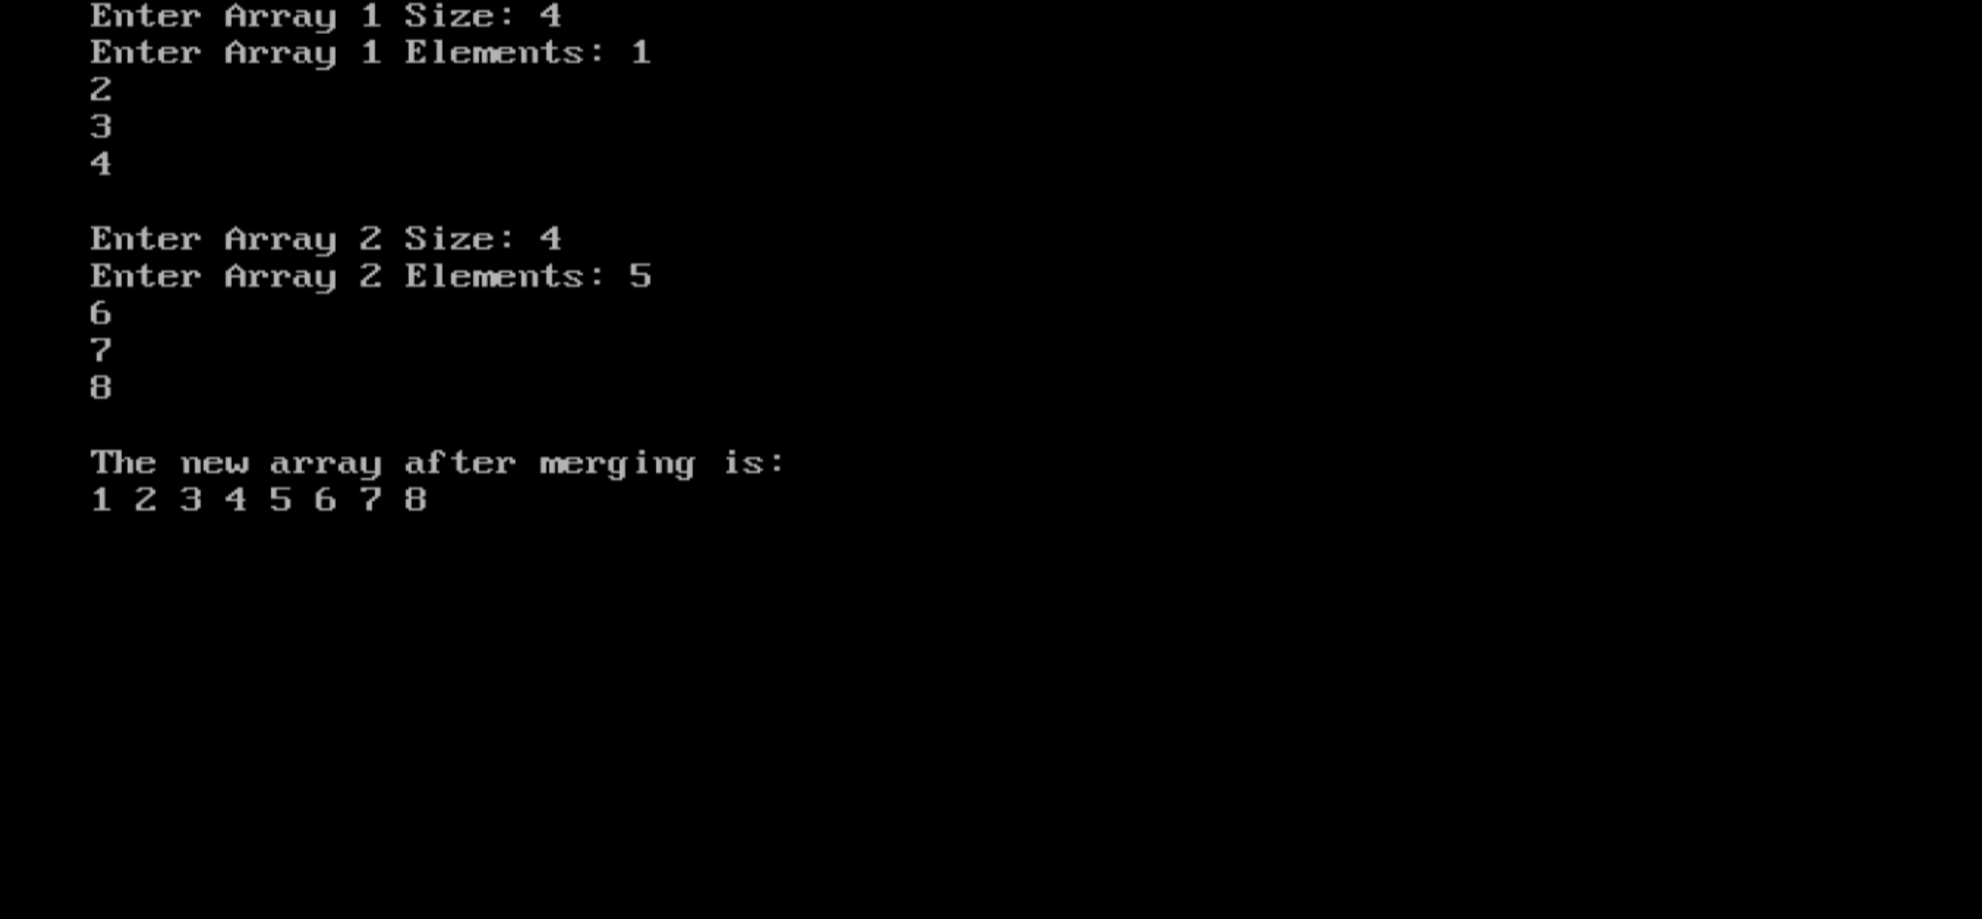 Enter Array 1 Size: 4
Enter Array 1 Elements: 1
2
3
4
Enter Array 2 Size: 4
Enter Array 2 Elements: 5
6
7
8
The new array after merging is:
1 2 3 4 5 6 7 8